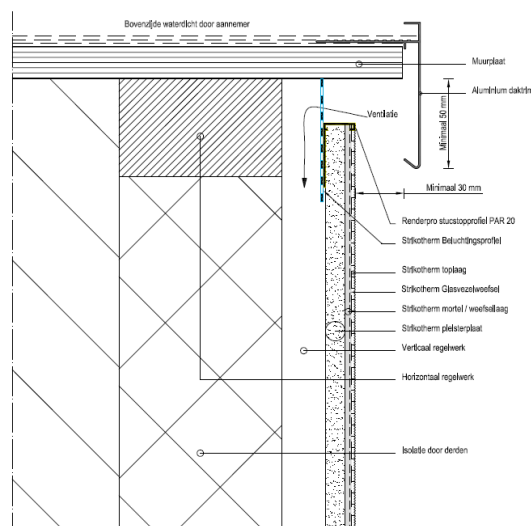 Bovenzijde waterdicht door aannemer
Muurplaat
Aluminium daktrim
Ventilatie
Minimaal 50 mm
Minimaal 30 mm
Renderpro stucstopprofiel PAR 20
Strikotherm Beluchtingsprofiel
Strikotherm toplaag
Strikotherm Glasvezelweefsel
Strikotherm mortel / weefsellaag
Strikotherm pleisterplaat
Verticaal regelwerk
Horizontaal regelwerk
Isolatie door derden